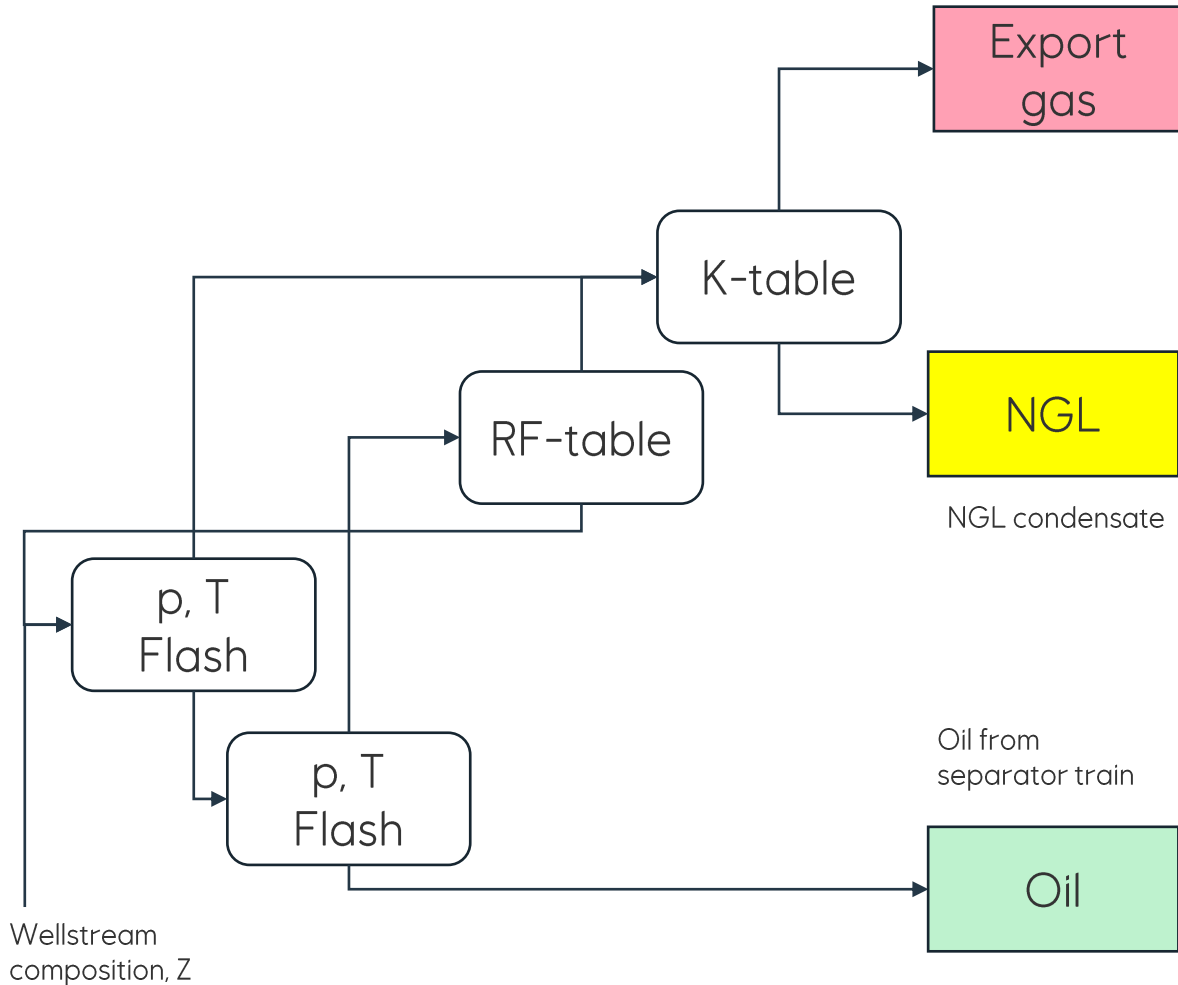 Export
gas
K-table
NGL
RF-table
NGL condensate
p, T
Flash
Oil from
separator train
p, T
Flash
Oil
Wellstream
composition, Z